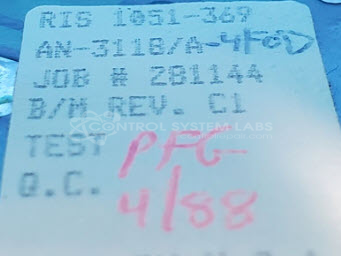 RIS 1051-369
AN-3118/A-4FOD
JOB # 281144
B/M REV. C1
CONTROL SYSTEM LABS
TEST PFG
Q.C. 4/88